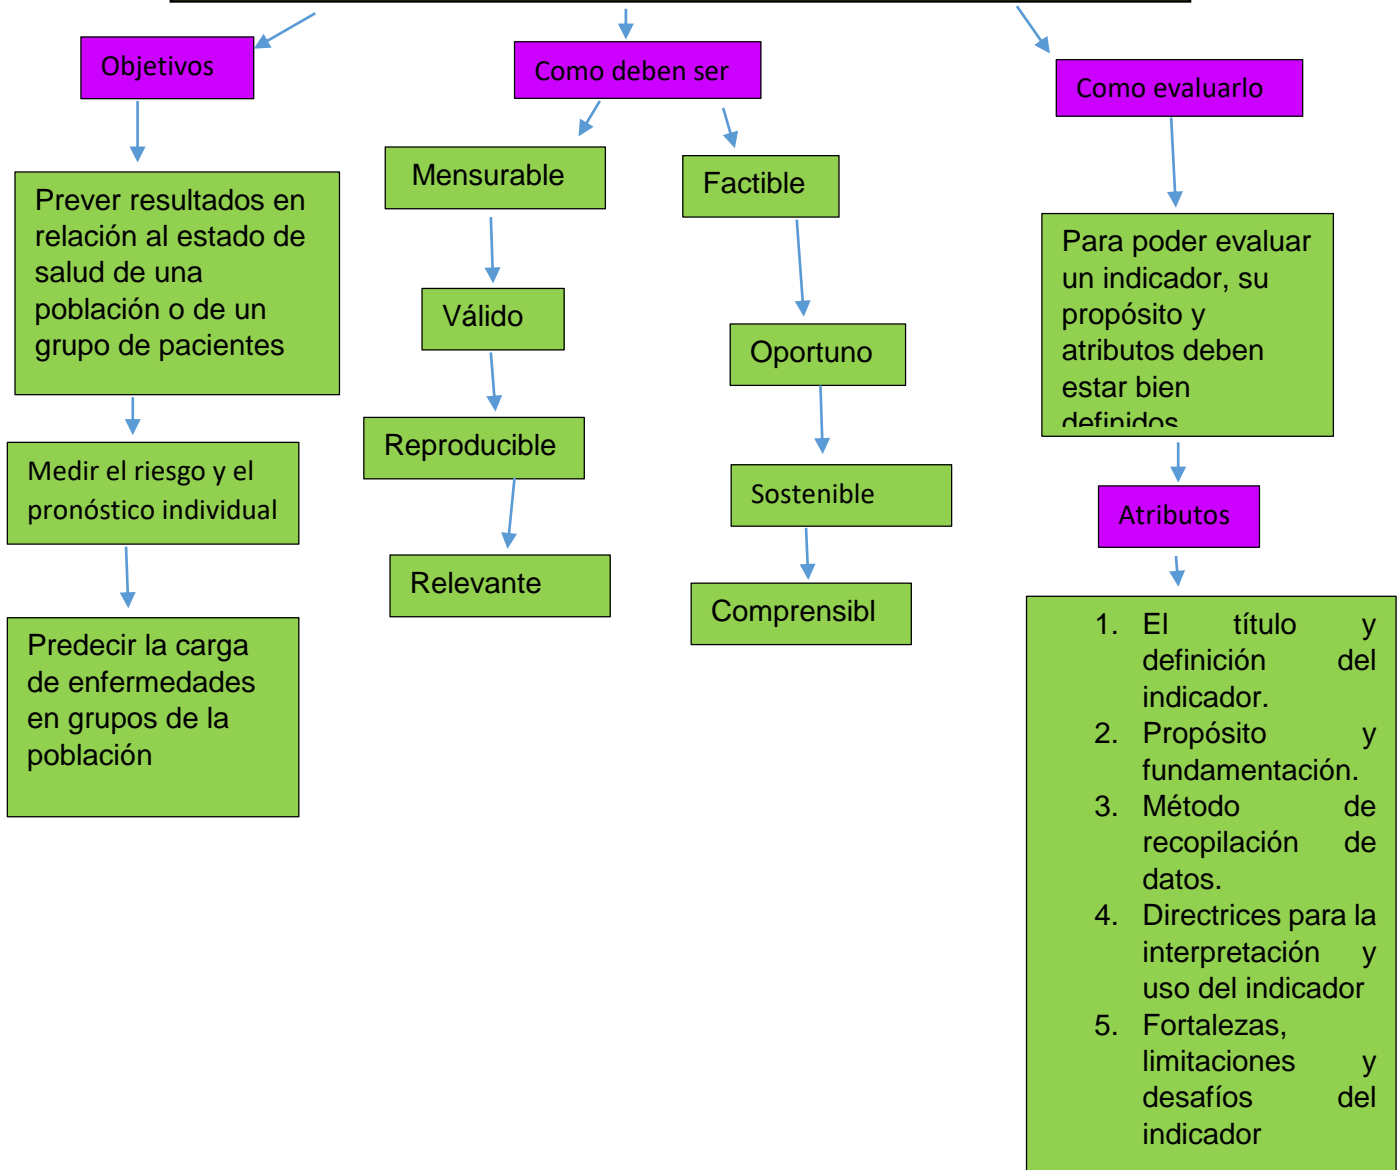 Objetivos
Prever resultados en
relación al estado de
salud de una
población o de un
grupo de pacientes
Medir el riesgo y el
pronóstico individual
Predecir la carga
de enfermedades
en grupos de la
población
Como deben ser
Mensurable
Válido
Reproducible
Relevante
Factible
Oportuno
Sostenible
Comprensibl
Como evaluarlo
Para poder evaluar
un indicador, su
propósito y
atributos deben
estar bien
definidos
Atributos
1. El título y
definición del
indicador.
2. Propósito y
fundamentación.
3. Método de
recopilación de
datos.
4. Directrices para la
interpretación y
uso del indicador
5. Fortalezas,
limitaciones y
desafíos del
indicador